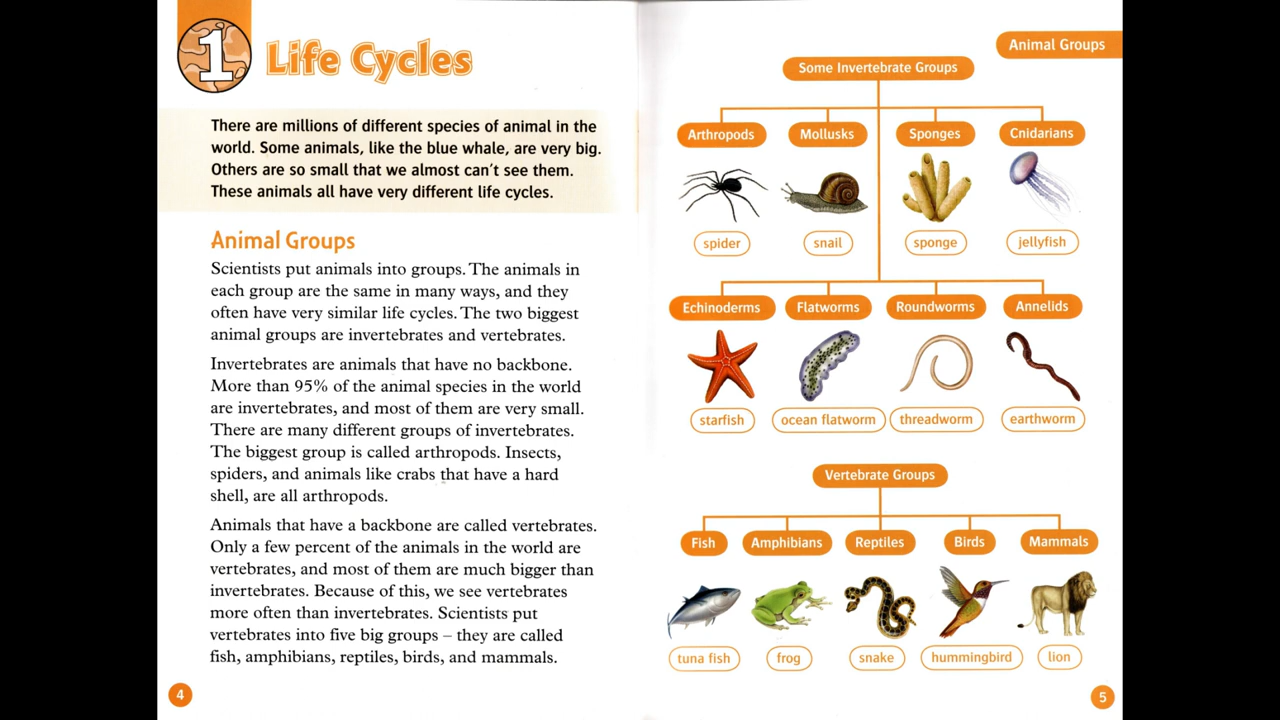 1 Life Cycles
There are millions of different species of animal in the
world. Some animals, like the blue whale, are very big.
Others are so small that we almost can't see them.
These animals all have very different life cycles.
Animal Groups
Scientists put animals into groups. The animals in
each group are the same in many ways, and they
often have very similar life cycles. The two biggest
animal groups are invertebrates and vertebrates.
Invertebrates are animals that have no backbone.
More than 95% of the animal species in the world
are invertebrates, and most of them are very small.
There are many different groups of invertebrates.
The biggest group is called arthropods. Insects,
spiders, and animals like crabs that have a hard
shell, are all arthropods.
Animals that have a backbone are called vertebrates.
Only a few percent of the animals in the world are
vertebrates, and most of them are much bigger than
invertebrates. Because of this, we see vertebrates
more often than invertebrates. Scientists put
vertebrates into five big groups – they are called
fish, amphibians, reptiles, birds, and mammals.
4
Animal Groups
Some Invertebrate Groups
Arthropods Mollusks Sponges Cnidarians
spider snail sponge jellyfish
Echinoderms Flatworms Roundworms Annelids
starfish ocean flatworm threadworm earthworm
Vertebrate Groups
Fish Amphibians Reptiles Birds Mammals
tuna fish frog snake hummingbird lion
5